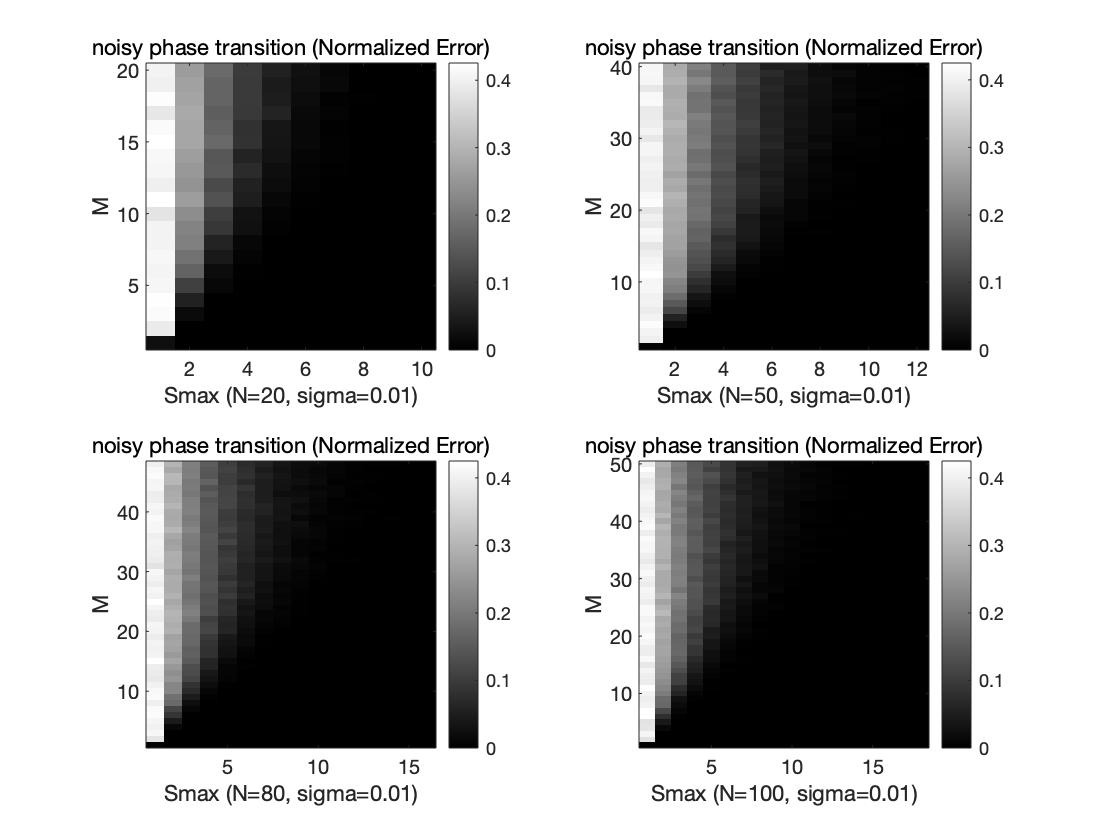 noisy phase transition (Normalized Error)
20
15
10
5
M
2 4 6 8 10
Smax (N=20, sigma=0.01)
0.4
0.3
0.2
0.1
0
noisy phase transition (Normalized Error)
40
30
20
10
M
2 4 6 8 10 12
Smax (N=50, sigma=0.01)
0.4
0.3
0.2
0.1
0
noisy phase transition (Normalized Error)
40
30
20
10
M
5 10 15
Smax (N=80, sigma=0.01)
0.4
0.3
0.2
0.1
0
noisy phase transition (Normalized Error)
50
40
30
20
10
M
5 10 15
Smax (N=100, sigma=0.01)
0.4
0.3
0.2
0.1
0